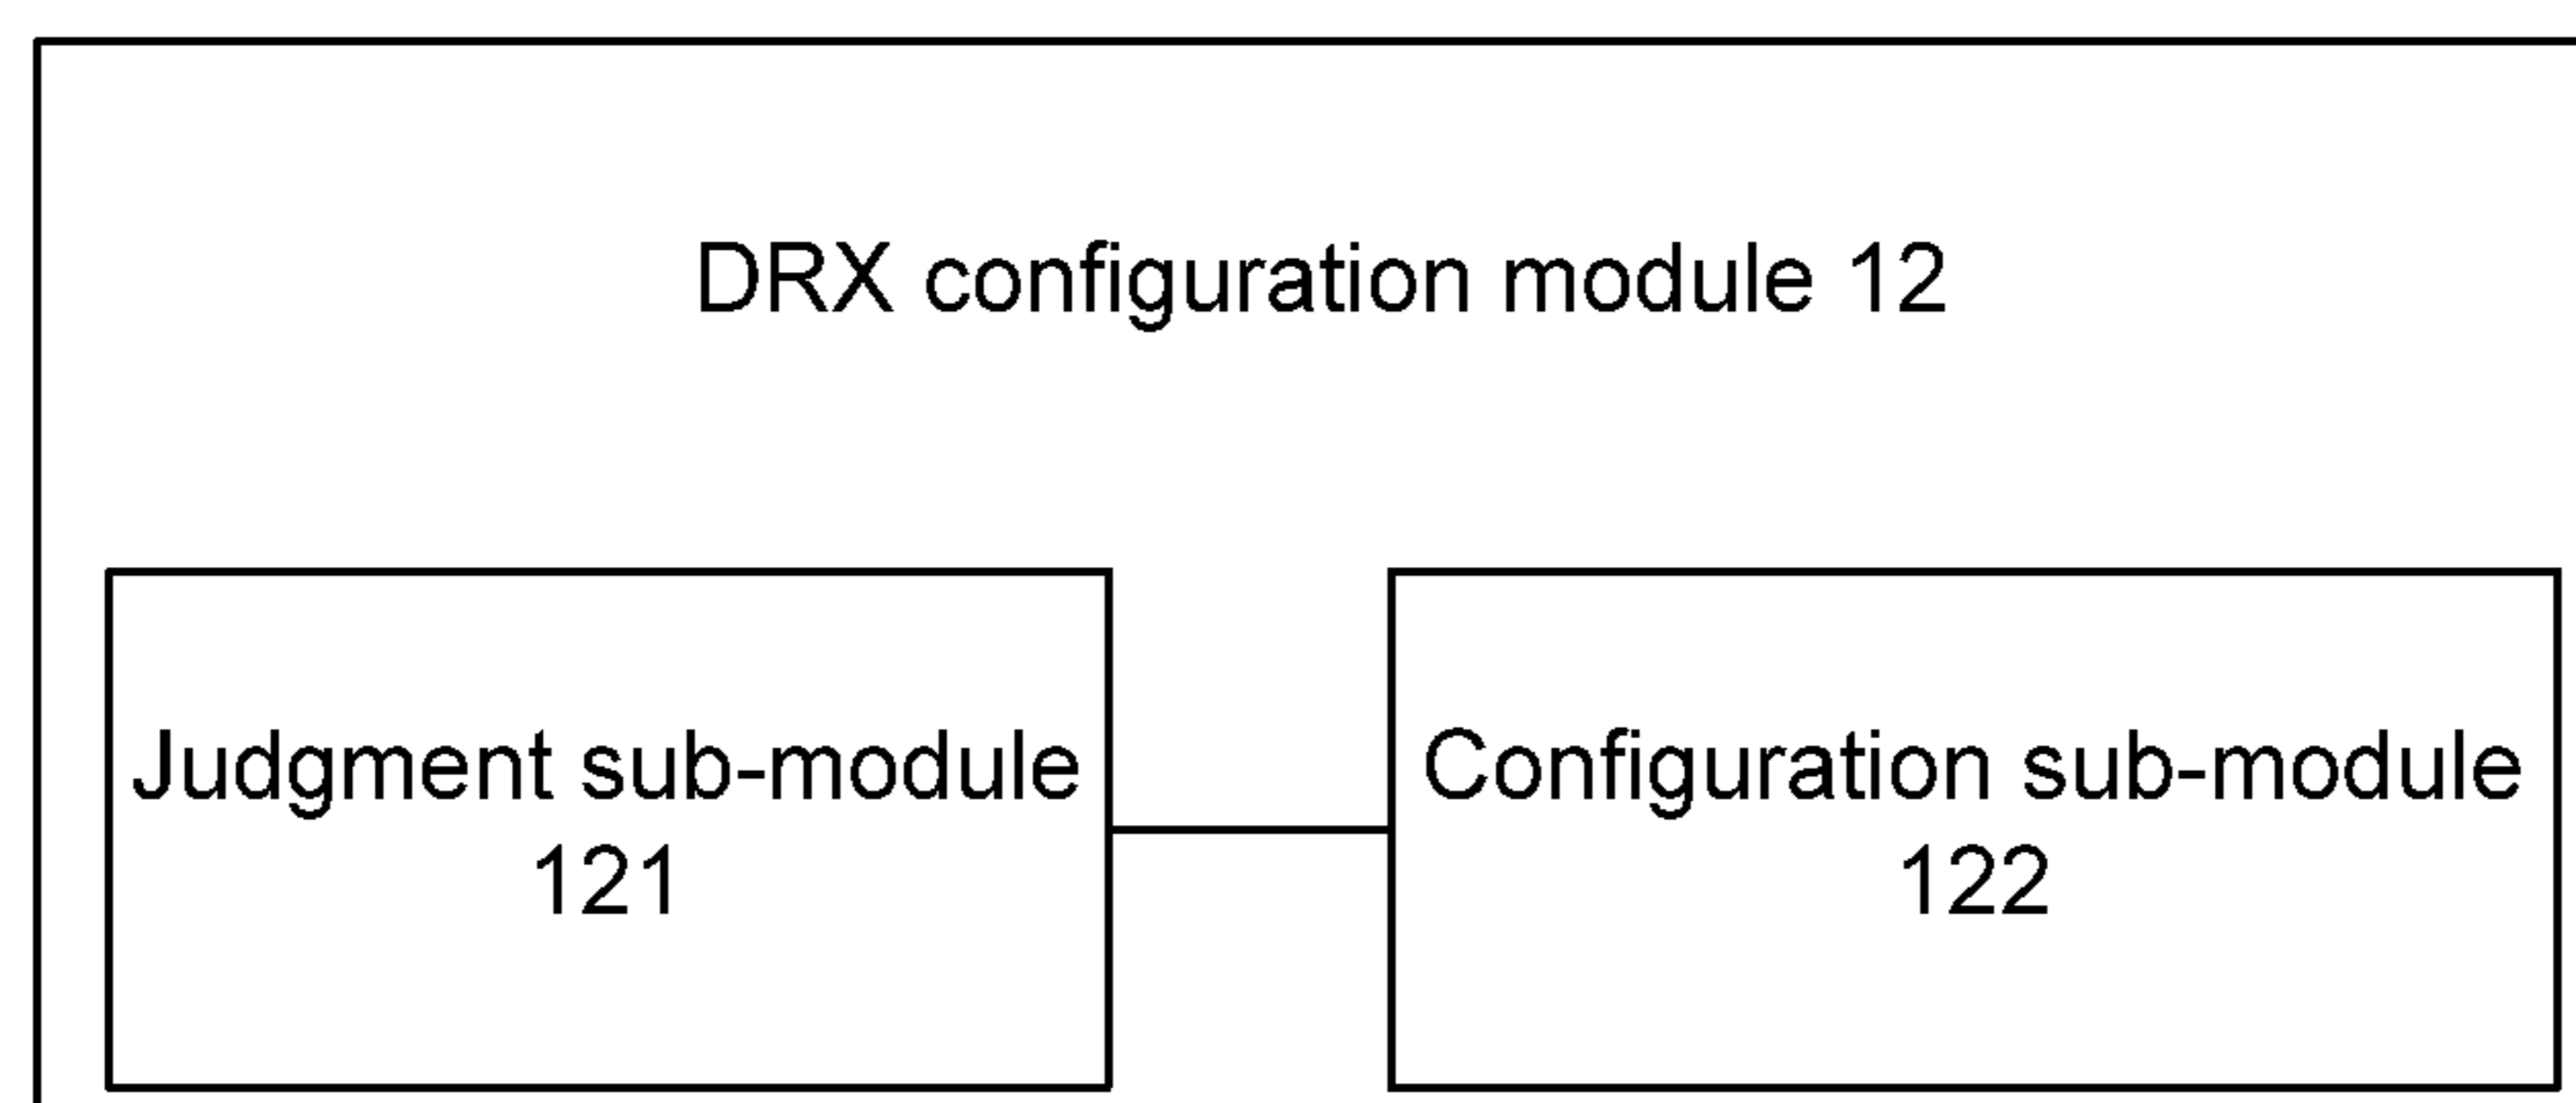 DRX configuration module 12
Judgment sub-module
121
Configuration sub-module
122